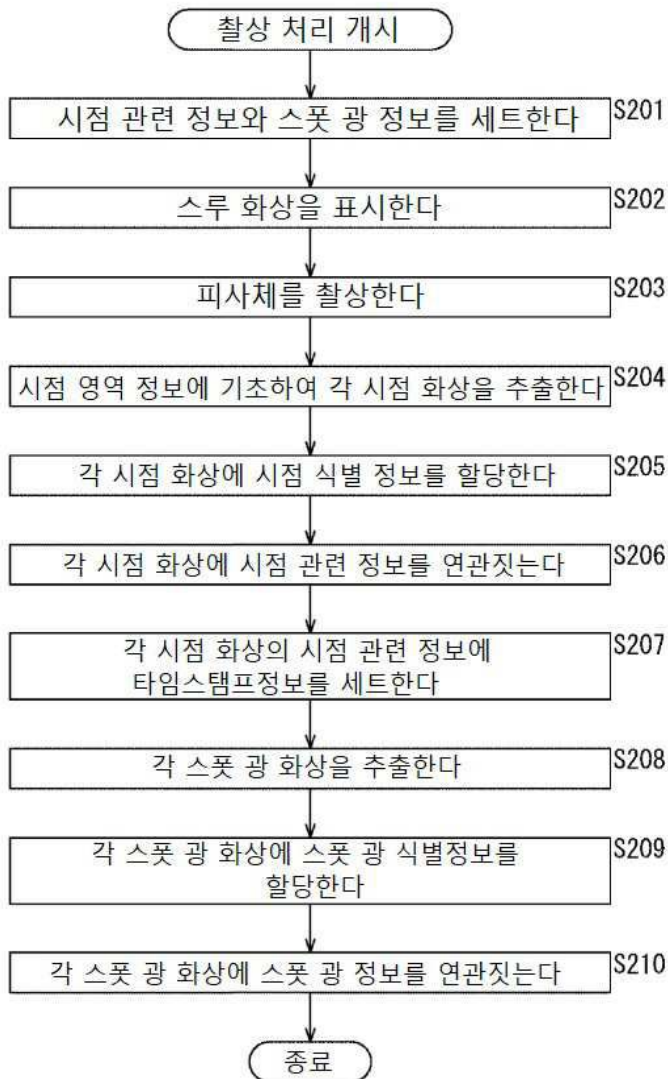 촬상 처리 개시
시점 관련 정보와 스폿 광 정보를 세트한다 S201
스루 화상을 표시한다 S202
피사체를 촬상한다 S203
시점 영역 정보에 기초하여 각 시점 화상을 추출한다 S204
각 시점 화상에 시점 식별 정보를 할당한다 S205
각 시점 화상에 시점 관련 정보를 연관짓는다 S206
각 시점 화상의 시점 관련 정보에 S207
타임스탬프정보를 세트한다
각 스폿 광 화상을 추출한다 S208
각 스폿 광 화상에 스폿 광 식별정보를 S209
할당한다
각 스폿 광 화상에 스폿 광 정보를 연관짓는다 S210
종료